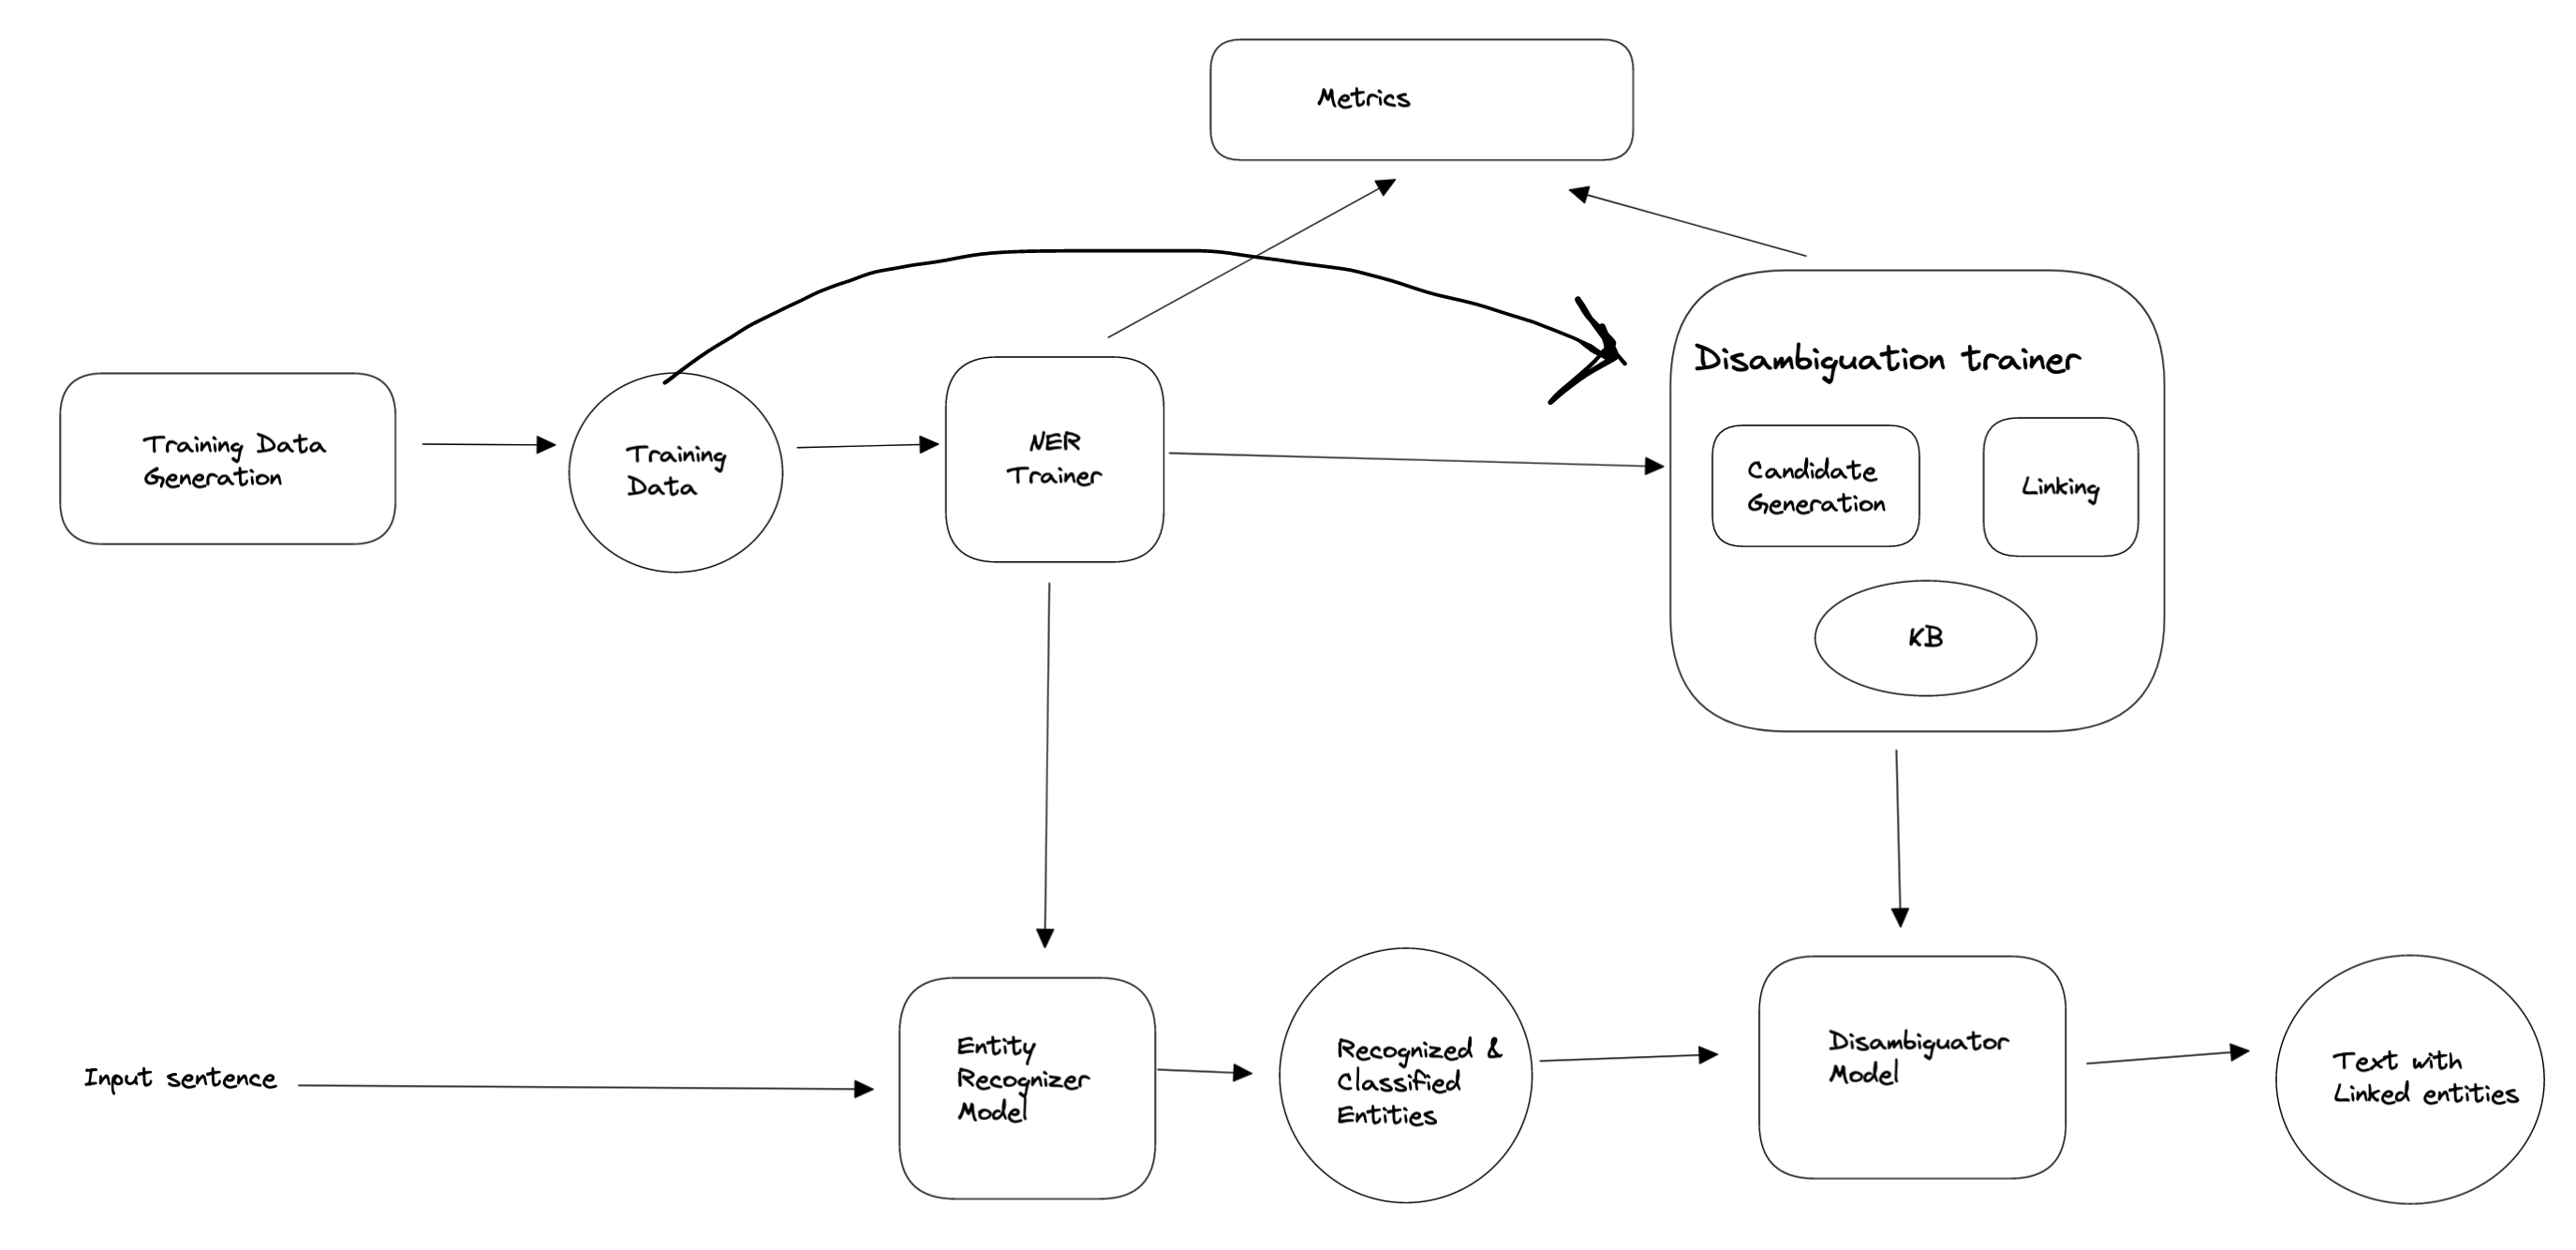 Metrics
Disambiguation trainer
Training Data
Generation
Training
Data
NER
Trainer
Candidate
Generation
Linking
KB
Input sentence
Entity
Recognizer
Model
Recognized &
Classified
Entities
Disambiguator
Model
Text with
Linked entities